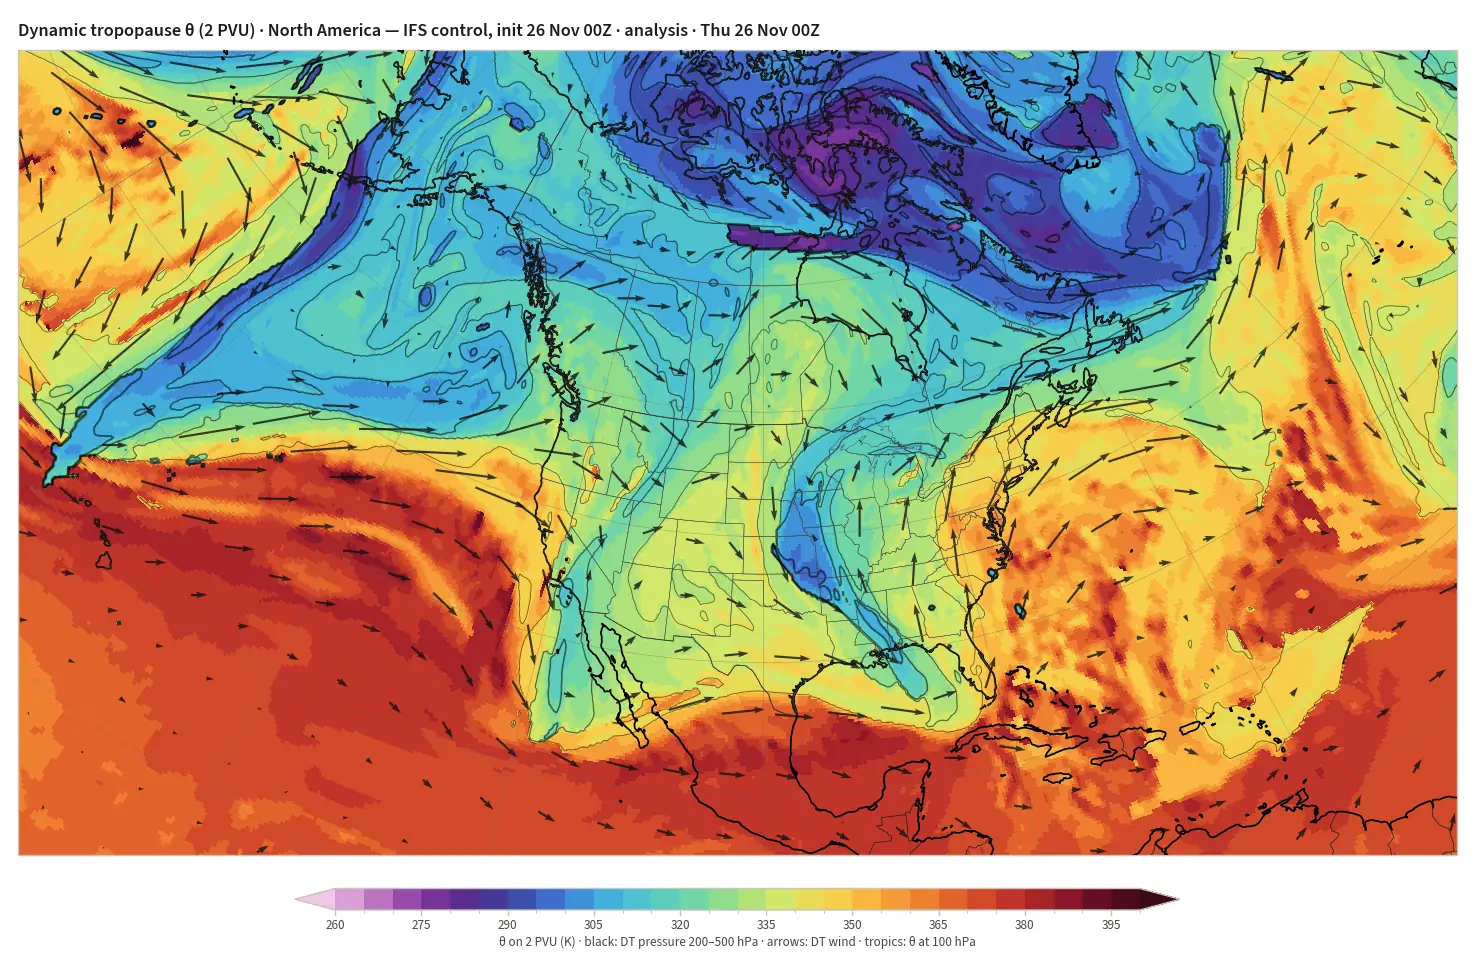 Dynamic tropopause θ (2 PVU) · North America — IFS control, init 26 Nov 00Z · analysis · Thu 26 Nov 00Z
260 275 290 305 320 335 350 365 380 395
θ on 2 PVU (K) · black: DT pressure 200–500 hPa · arrows: DT wind · tropics: θ at 100 hPa